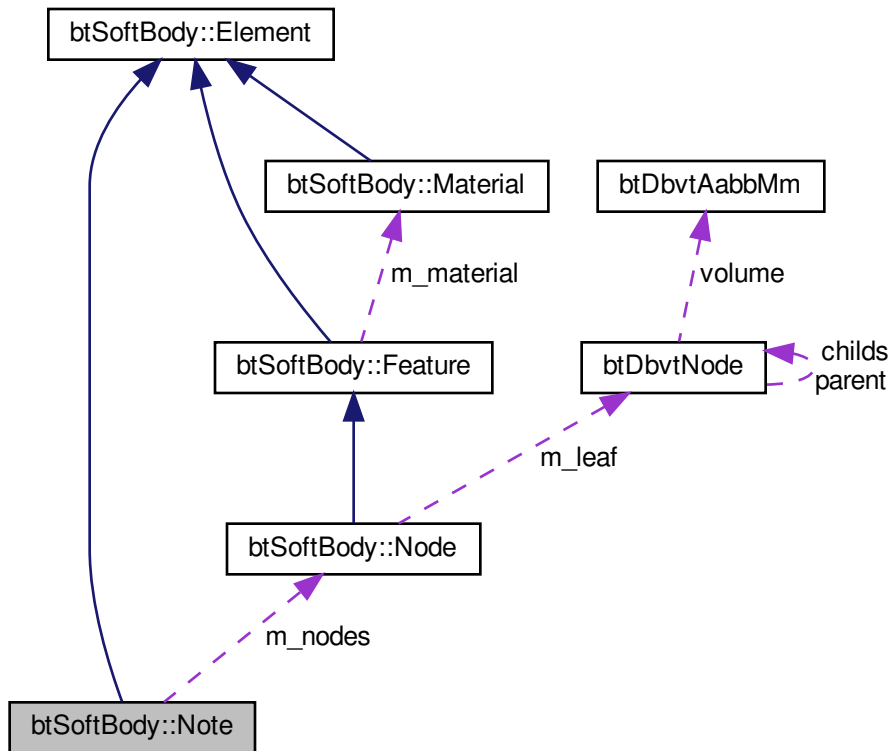 btSoftBody::Element
btSoftBody::Material
btDbvtAabbMm
m_material
volume
btSoftBody::Feature
btDbvtNode
childs
parent
m_leaf
btSoftBody::Node
m_nodes
btSoftBody::Note